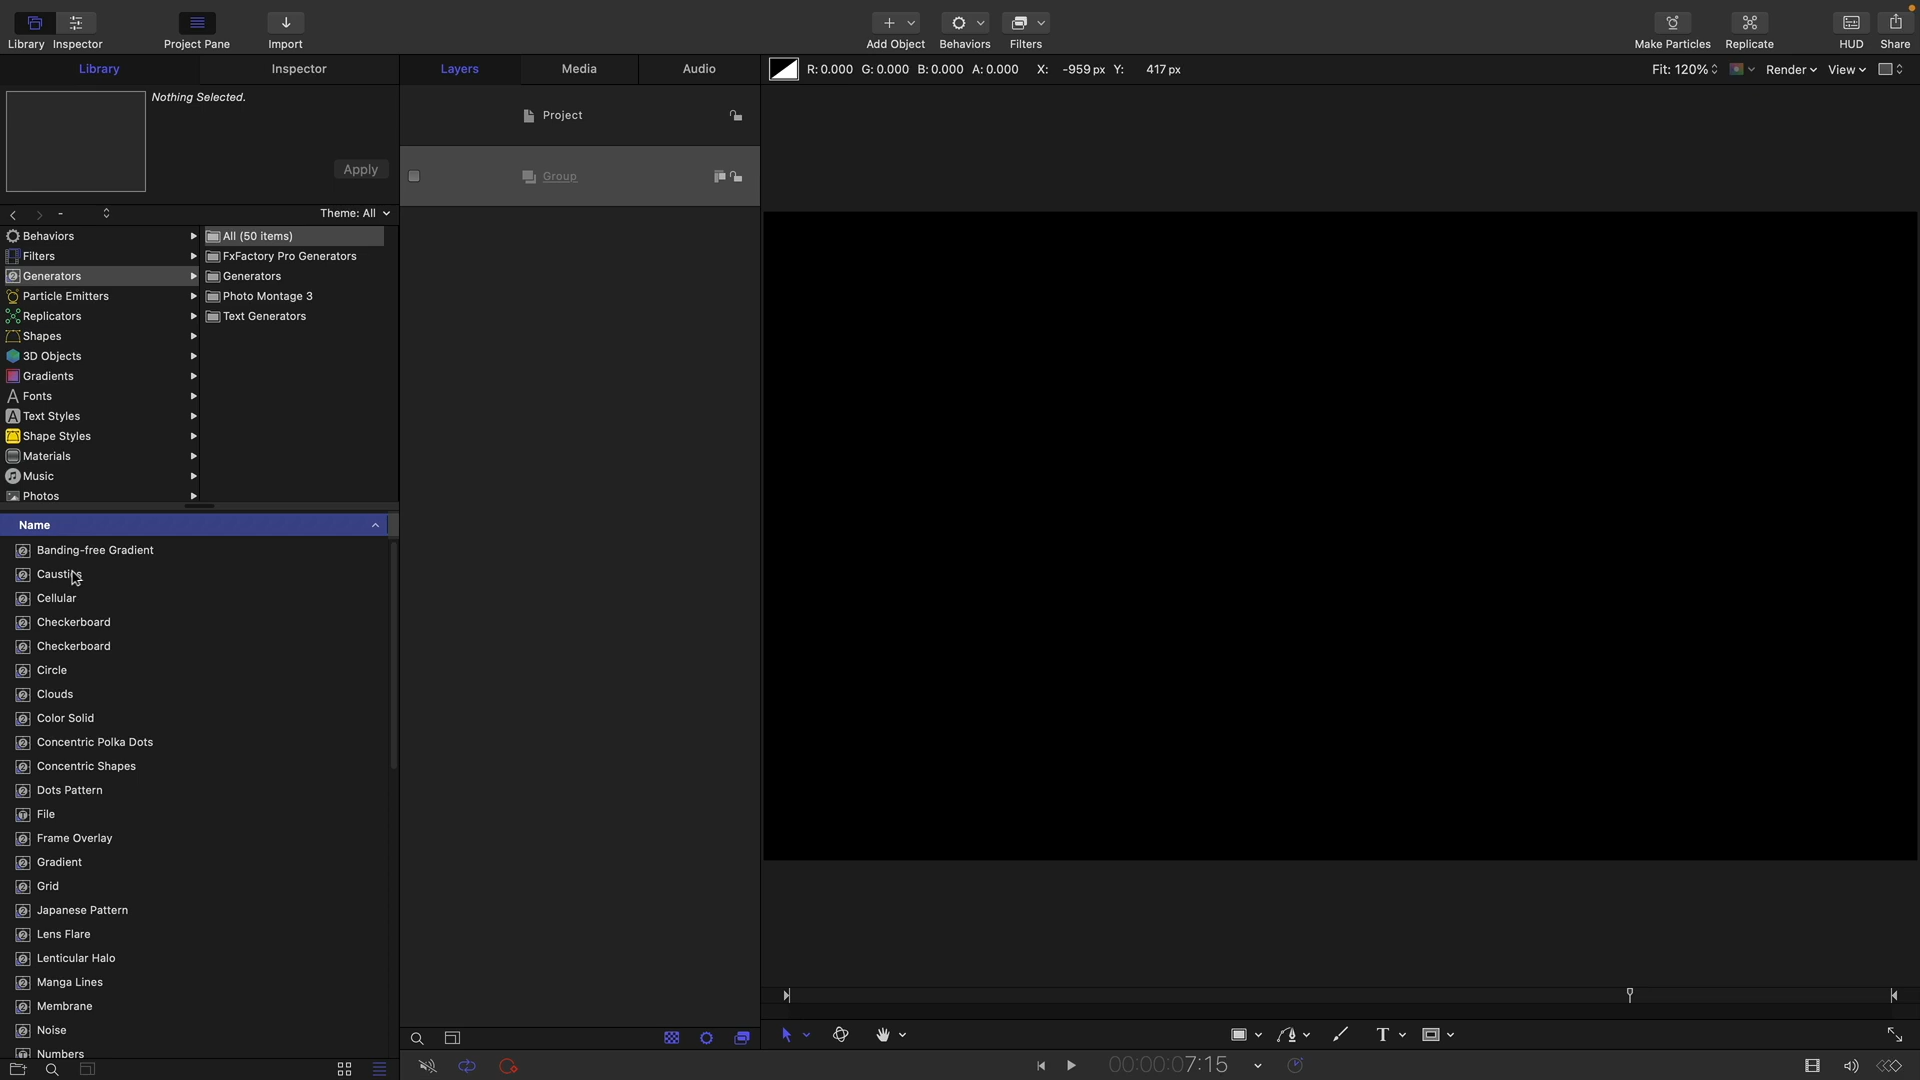 Library Inspector Project Pane Import Add Object Behaviors Filters Make Particles Replicate HUD Share
Library Inspector Layers Media Audio R: 0.000 G: 0.000 B: 0.000 A: 0.000 X: -959 px Y: 417 px Fit: 120% Render View
Nothing Selected.
Apply
- Theme: All
Project
Group
Behaviors
Filters
Generators
Particle Emitters
Replicators
Shapes
3D Objects
Gradients
Fonts
Text Styles
Shape Styles
Materials
Music
Photos
All (50 items)
FxFactory Pro Generators
Generators
Photo Montage 3
Text Generators
Name
Banding-free Gradient
Caustics
Cellular
Checkerboard
Checkerboard
Circle
Clouds
Color Solid
Concentric Polka Dots
Concentric Shapes
Dots Pattern
File
Frame Overlay
Gradient
Grid
Japanese Pattern
Lens Flare
Lenticular Halo
Manga Lines
Membrane
Noise
Numbers
T
00:00:07:15